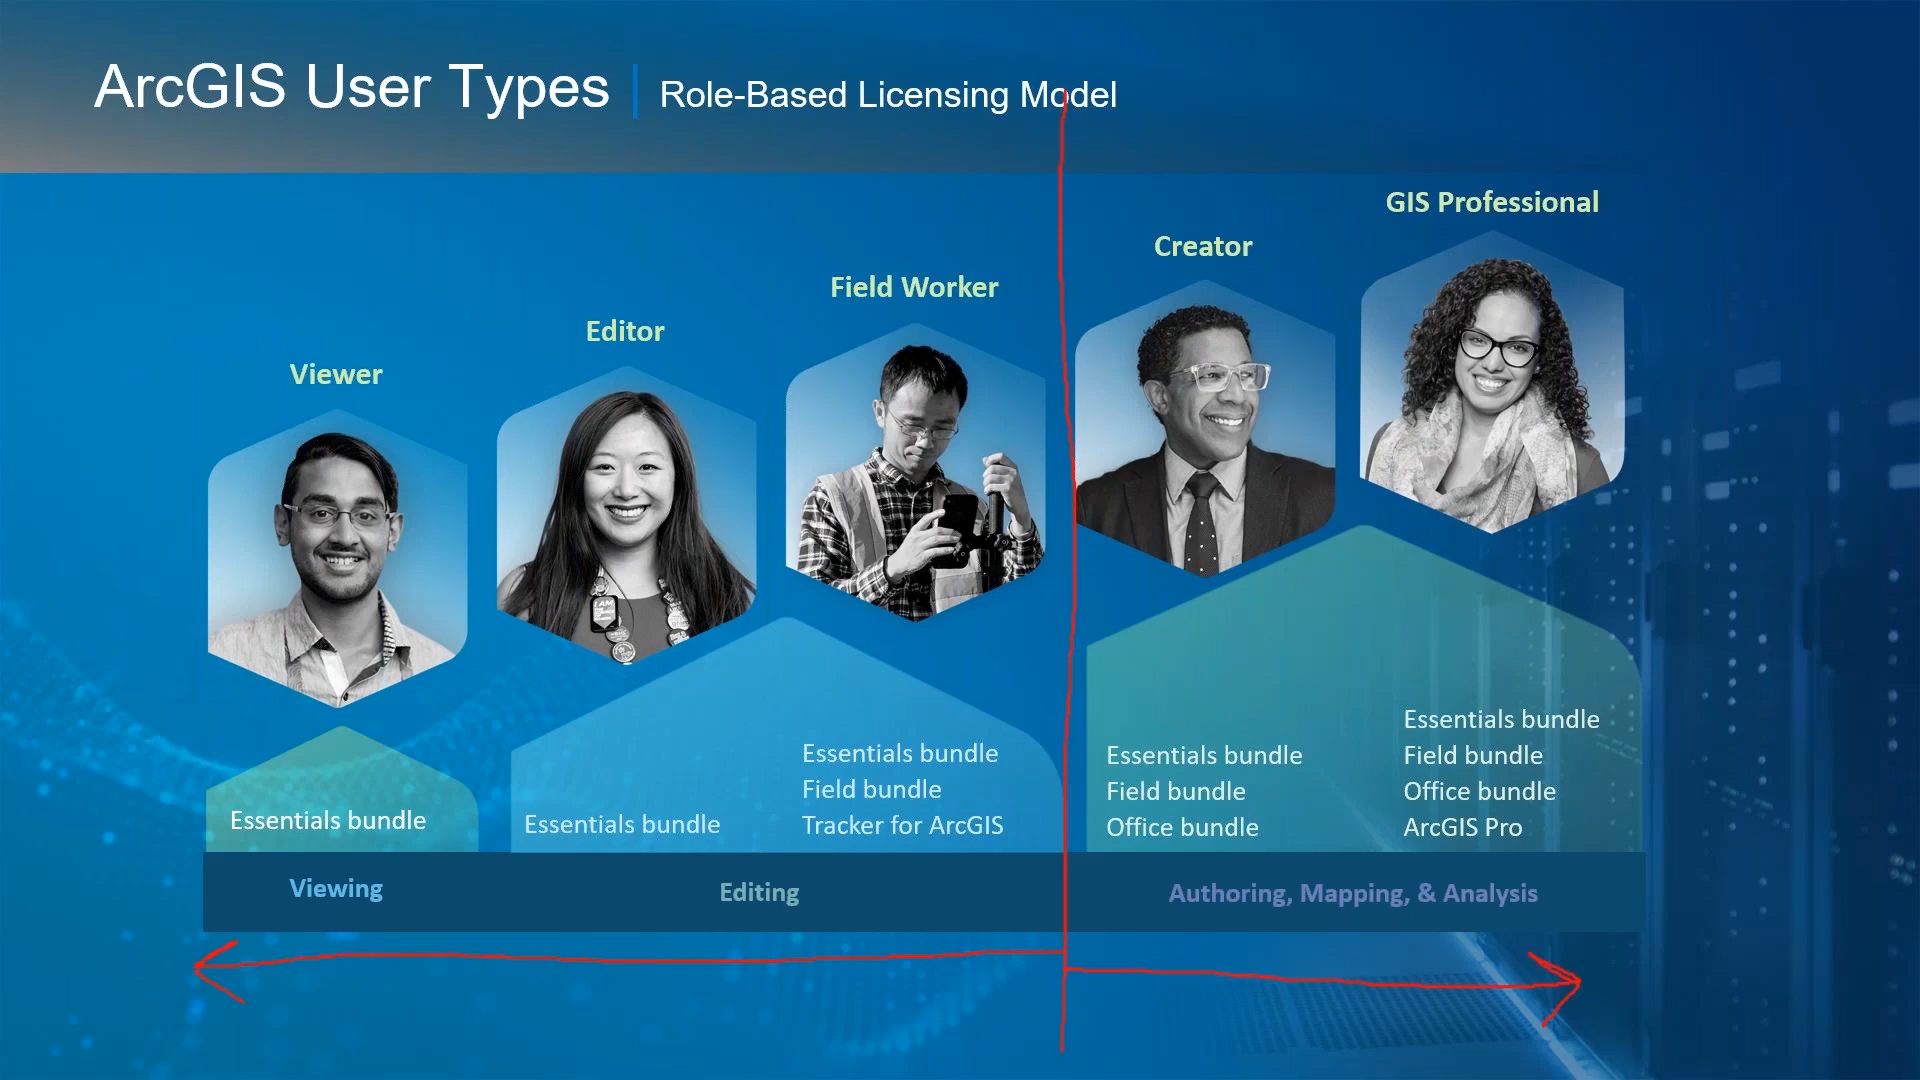 ArcGIS User Types | Role-Based Licensing Model
GIS Professional
Creator
Field Worker
Editor
Viewer
Essentials bundle
Essentials bundle
Essentials bundle
Field bundle
Tracker for ArcGIS
Essentials bundle
Field bundle
Office bundle
Essentials bundle
Field bundle
Office bundle
ArcGIS Pro
Viewing
Editing
Authoring, Mapping, & Analysis
I AM